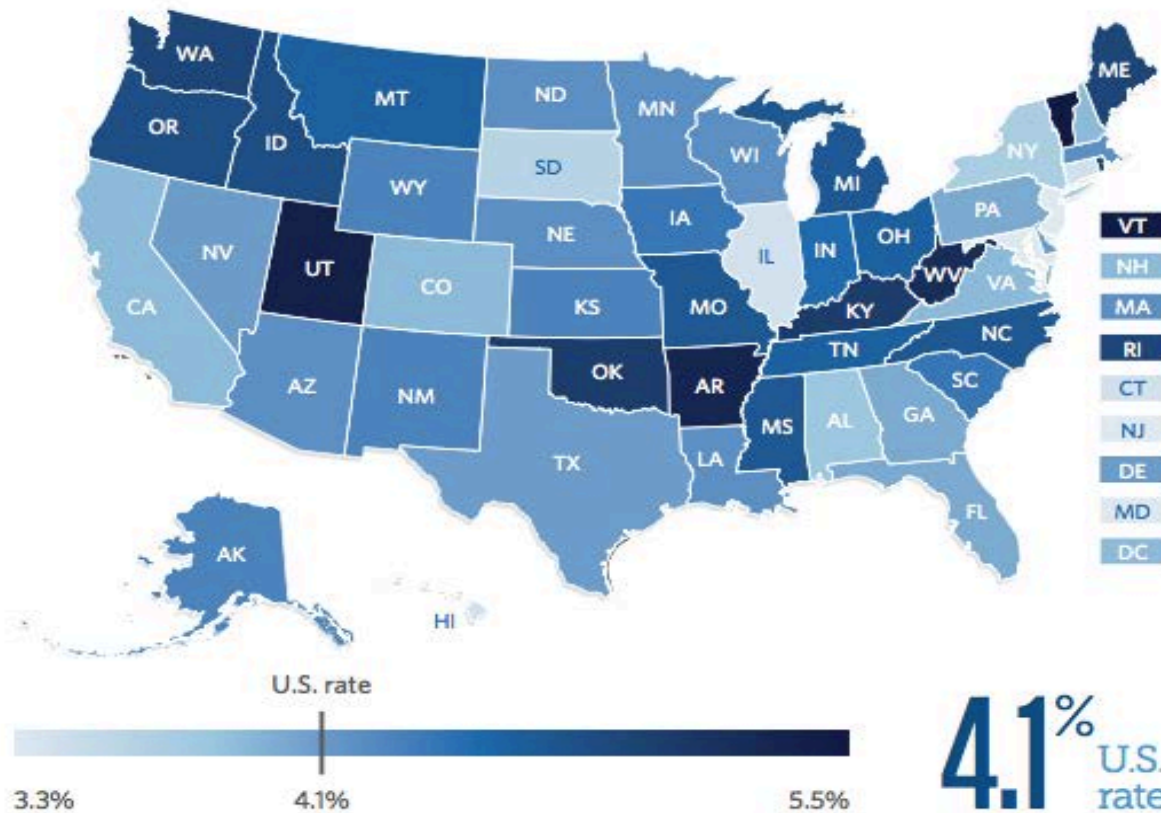 WA
ME
MT
ND
MN
OR
ID
NY
SD
WI
WY
MI
PA
IA
VT
NE
OH
NV
IL
IN
UT
NH
CO
WV
VA
CA
MA
KS
MO
KY
NC
RI
TN
OK
CT
AZ
NM
AR
SC
NJ
MS
AL
GA
TX
LA
DE
MD
FL
DC
AK
HI
U.S. rate
4.1%
U.S.
rate
3.3%
4.1%
5.5%